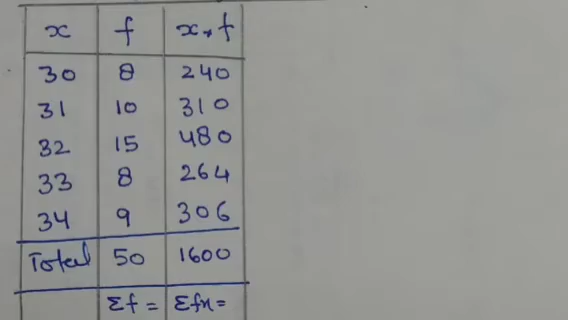 x f x × f
30 8 240
31 10 310
32 15 480
33 8 264
34 9 306
Total 50 1600
Σf = Σfx =